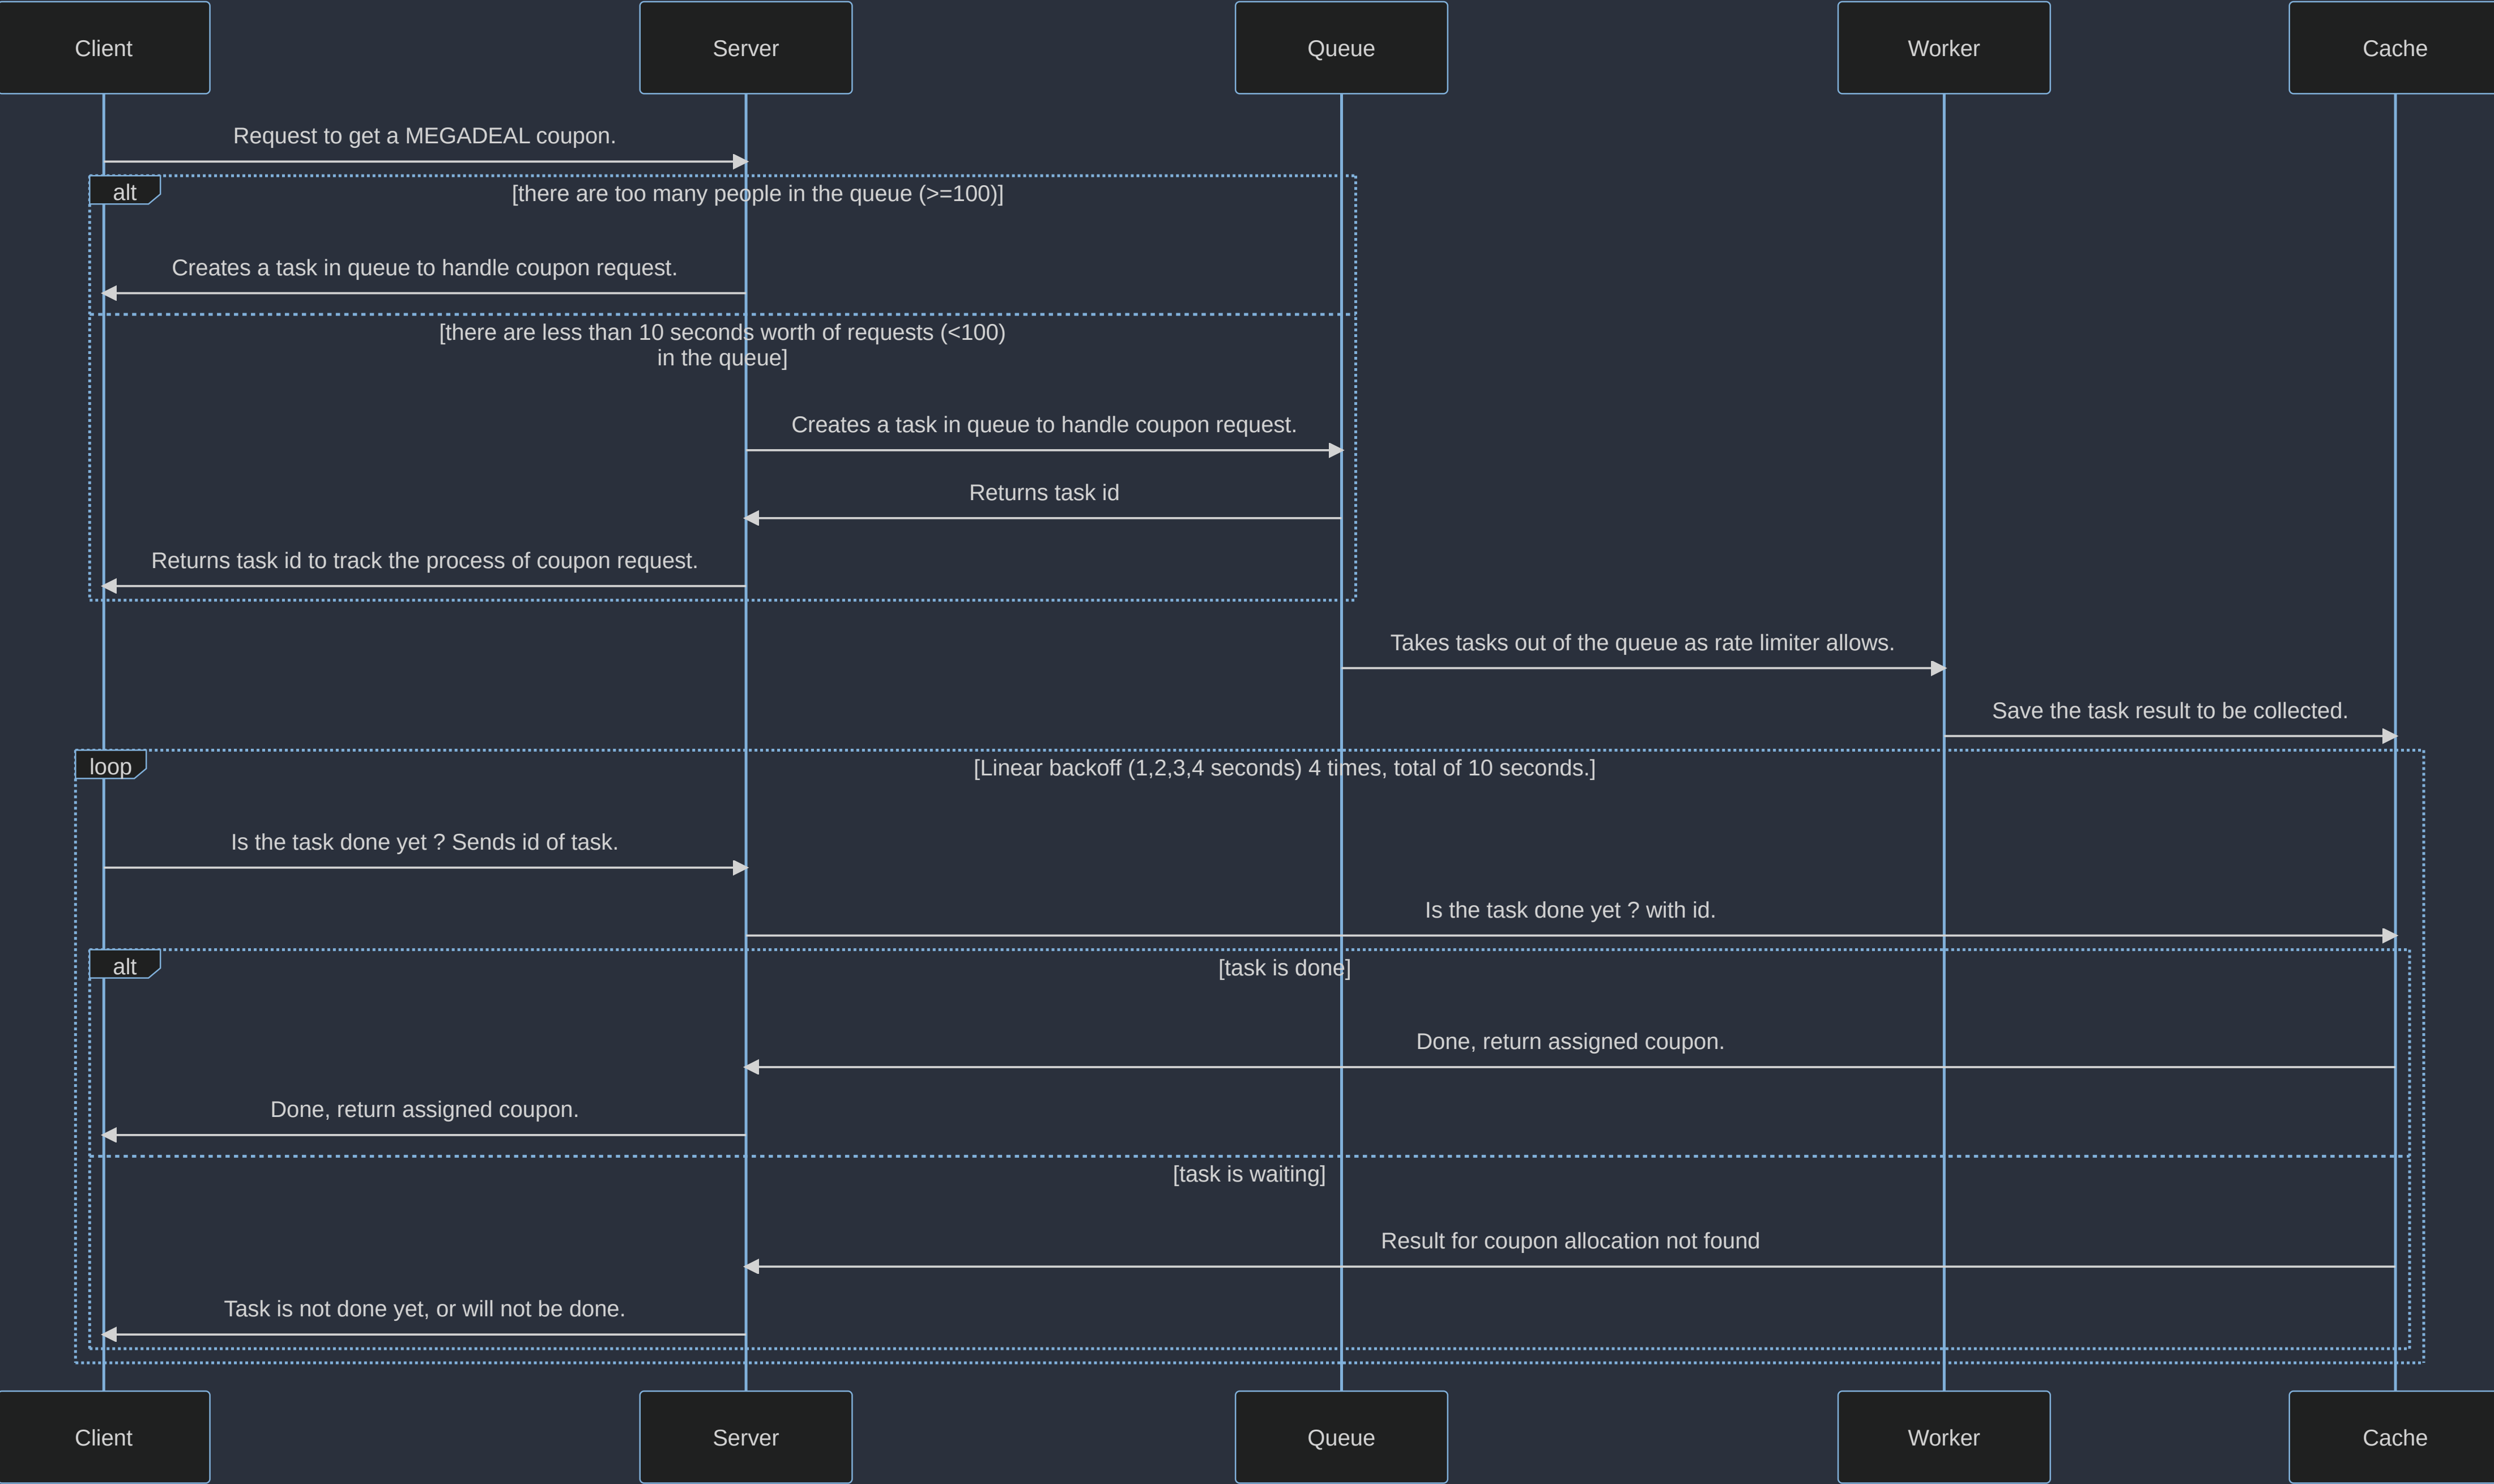 Client
Server
Queue
Worker
Cache
Request to get a MEGADEAL coupon.
alt
[there are too many people in the queue (>=100)]
Creates a task in queue to handle coupon request.
[there are less than 10 seconds worth of requests (<100)
in the queue]
Creates a task in queue to handle coupon request.
Returns task id
Returns task id to track the process of coupon request.
Takes tasks out of the queue as rate limiter allows.
Save the task result to be collected.
loop
[Linear backoff (1,2,3,4 seconds) 4 times, total of 10 seconds.]
Is the task done yet ? Sends id of task.
Is the task done yet ? with id.
alt
[task is done]
Done, return assigned coupon.
Done, return assigned coupon.
[task is waiting]
Result for coupon allocation not found
Task is not done yet, or will not be done.
Client
Server
Queue
Worker
Cache